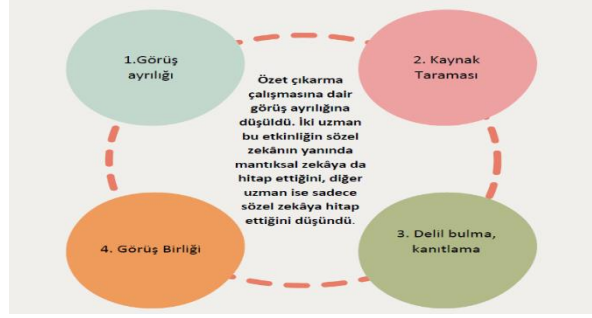 1.Görüş
ayrılığı
2. Kaynak
Taraması
Özet çıkarma
çalışmasına dair
görüş ayrılığına
düşüldü. İki uzman
bu etkinliğin sözel
zekânın yanında
mantıksal zekâya da
hitap ettiğini, diğer
uzman ise sadece
sözel zekâya hitap
ettiğini düşündü.
4. Görüş Birliği
3. Delil bulma,
kanıtlama